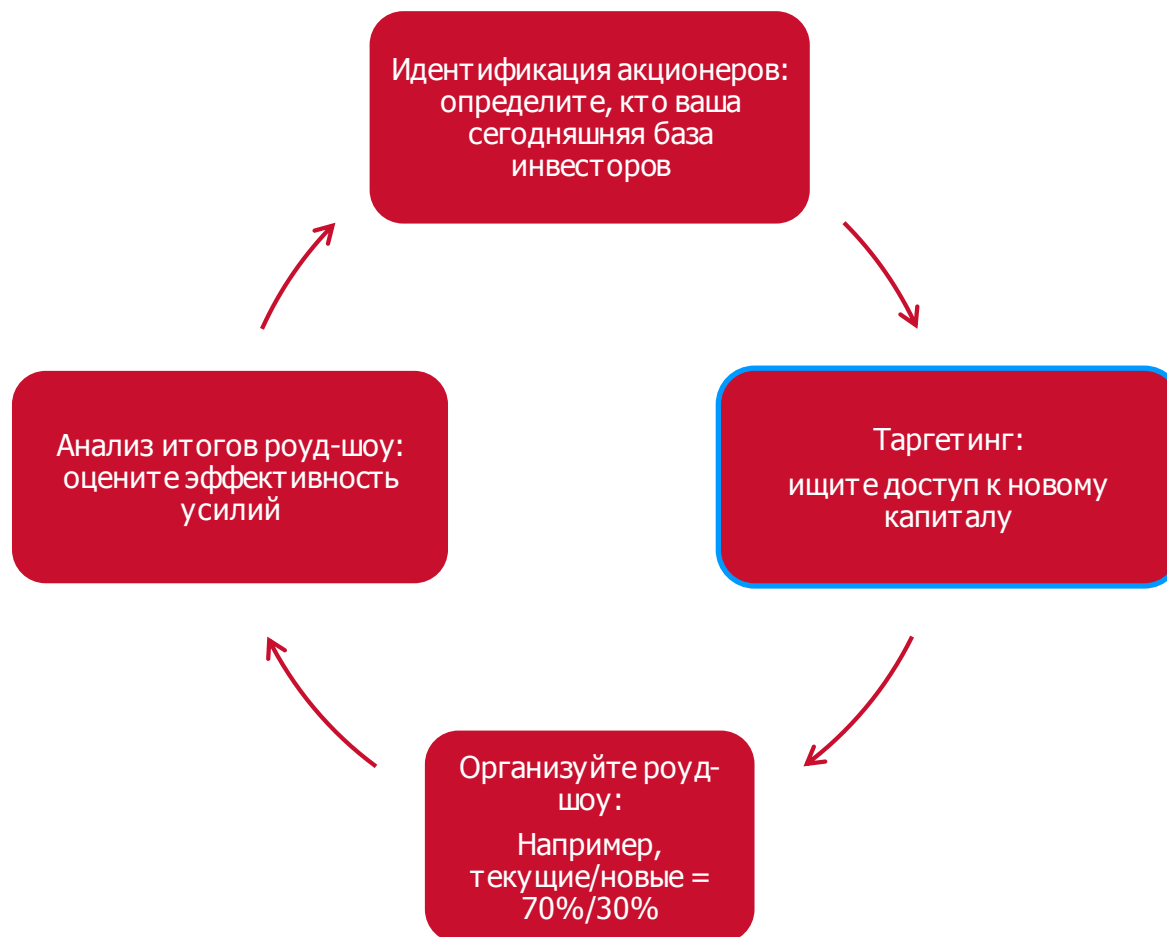 Идентификация акционеров:
определите, кто ваша
сегодняшняя база
инвесторов
Таргетинг:
ищите доступ к новому
капиталу
Организуйте роуд-
шоу:
Например,
текущие/новые =
70%/30%
Анализ итогов роуд-шоу:
оцените эффективность
усилий